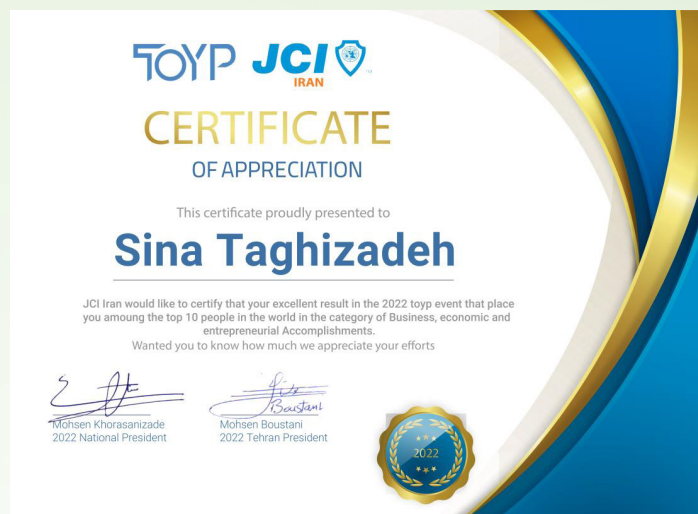 TOYP JCI
IRAN
CERTIFICATE
OF APPRECIATION
This certificate proudly presented to
Sina Taghizadeh
JCI Iran would like to certify that your excellent result in the 2022 toyp event that place
you amoung the top 10 people in the world in the category of Business, economic and
entrepreneurial Accomplishments.
Wanted you to know how much we appreciate your efforts
Boustani
Mohsen Khorasanizade
2022 National President
Mohsen Boustani
2022 Tehran President
2022